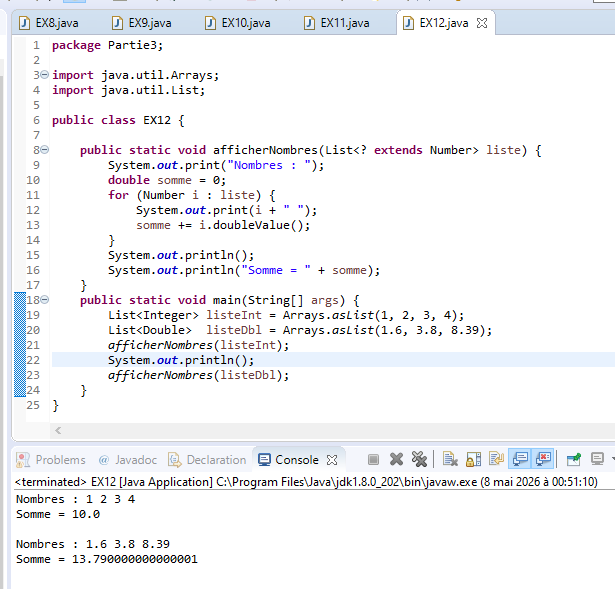 EX8.java EX9.java EX10.java EX11.java EX12.java
1 package Partie3;
2
3 import java.util.Arrays;
4 import java.util.List;
5
6 public class EX12 {
7
8     public static void afficherNombres(List<? extends Number> liste) {
9         System.out.print("Nombres : ");
10         double somme = 0;
11         for (Number i : liste) {
12             System.out.print(i + " ");
13             somme += i.doubleValue();
14         }
15         System.out.println();
16         System.out.println("Somme = " + somme);
17     }
18     public static void main(String[] args) {
19         List<Integer> listeInt = Arrays.asList(1, 2, 3, 4);
20         List<Double>  listeDbl = Arrays.asList(1.6, 3.8, 8.39);
21         afficherNombres(listeInt);
22         System.out.println();
23         afficherNombres(listeDbl);
24     }
25 }
Problems @ Javadoc Declaration Console
<terminated> EX12 [Java Application] C:\Program Files\Java\jdk1.8.0_202\bin\javaw.exe (8 mai 2026 à 00:51:10)
Nombres : 1 2 3 4
Somme = 10.0

Nombres : 1.6 3.8 8.39
Somme = 13.790000000000001